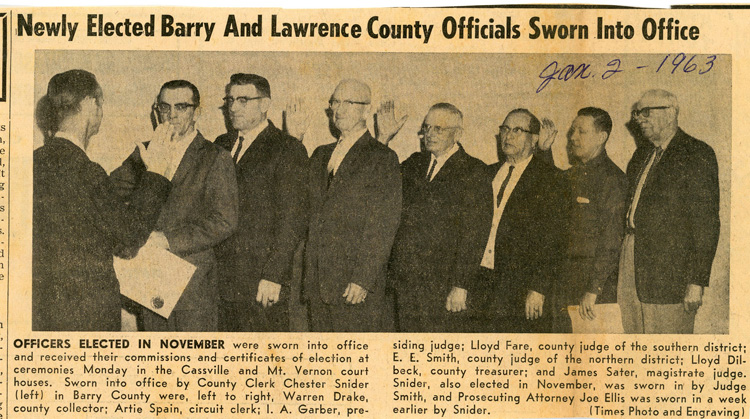 Newly Elected Barry And Lawrence County Officials Sworn Into Office
Jan. 2 - 1963
OFFICERS ELECTED IN NOVEMBER were sworn into office
and received their commissions and certificates of election at
ceremonies Monday in the Cassville and Mt. Vernon court
houses. Sworn into office by County Clerk Chester Snider
(left) in Barry County were, left to right, Warren Drake,
county collector; Artie Spain, circuit clerk; I. A. Garber, pre-
siding judge; Lloyd Fare, county judge of the southern district;
E. E. Smith, county judge of the northern district; Lloyd Dil-
beck, county treasurer; and James Sater, magistrate judge.
Snider, also elected in November, was sworn in by Judge
Smith, and Prosecuting Attorney Joe Ellis was sworn in a week
earlier by Snider.
(Times Photo and Engraving)